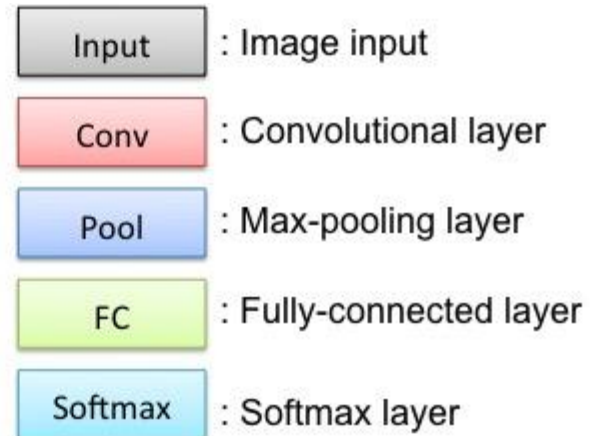 Input : Image input
Conv : Convolutional layer
Pool : Max-pooling layer
FC : Fully-connected layer
Softmax : Softmax layer